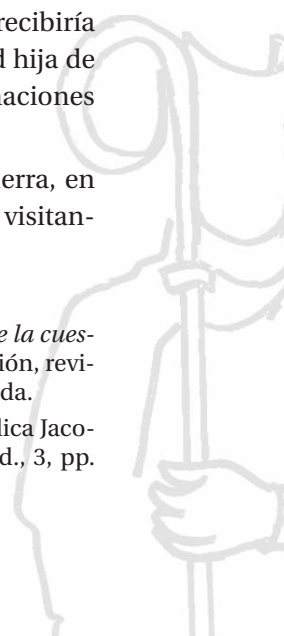 recibiría
d hija de
naciones
erra, en
visitan-
e la cues-
ión, revi-
da.
lica Jaco-
d., 3, pp.